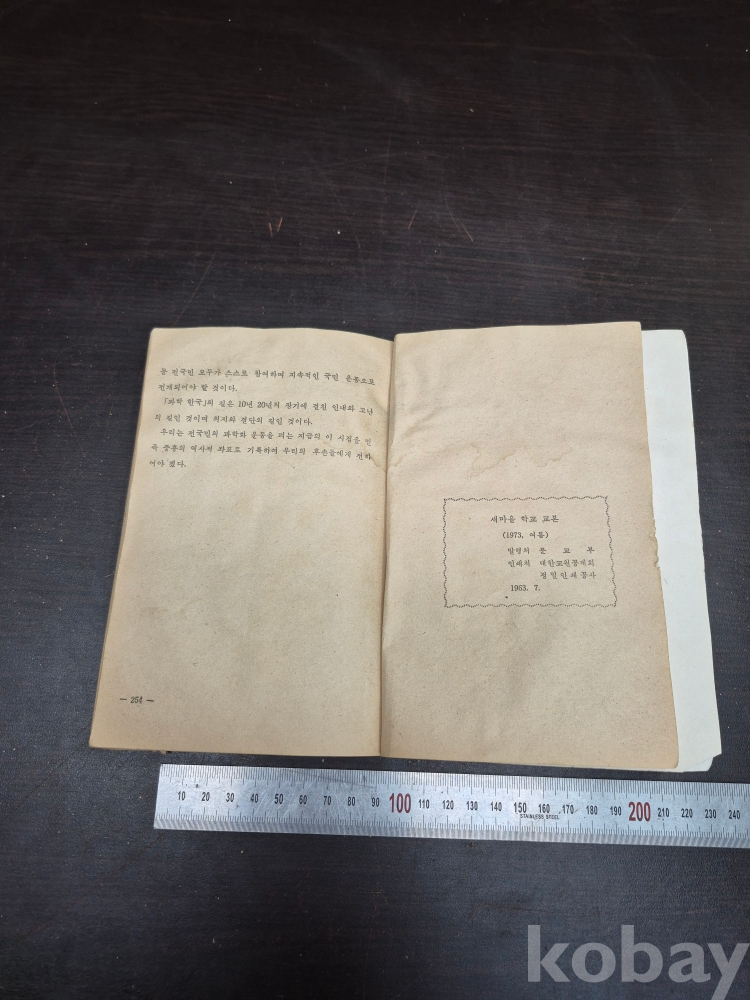 등 전국민 모두가 스스로 참여하며 지속적인 국민 운동으로
전개되어야 할 것이다.
「과학 한국」의 길은 10년 20년의 장기에 걸친 인내와 고난
의 길인 것이며 의지와 결단의 길인 것이다.
우리는 전국민의 과학화 운동을 펴는 지금의 이 시점을 민
족 중흥의 역사적 좌표로 기록하여 우리의 후손들에게 전하
여야 겠다.
— 254 —
새마을 학교 교본
(1973, 여름)
발행처 문 교 부
인쇄처 대한교원공제회
정일인쇄공사
1963. 7.
10 20 30 40 50 60 70 80 90 100 110 120 130 140 150 160 170 180 190 200 210 220 230 240
STAINLESS STEEL
kobay